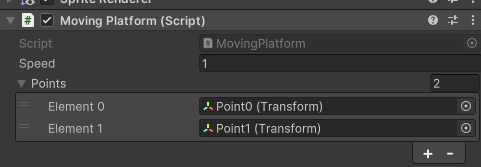 Sprite Renderer
Moving Platform (Script)
Script MovingPlatform
Speed 1
Points 2
Element 0 Point0 (Transform)
Element 1 Point1 (Transform)
+ -